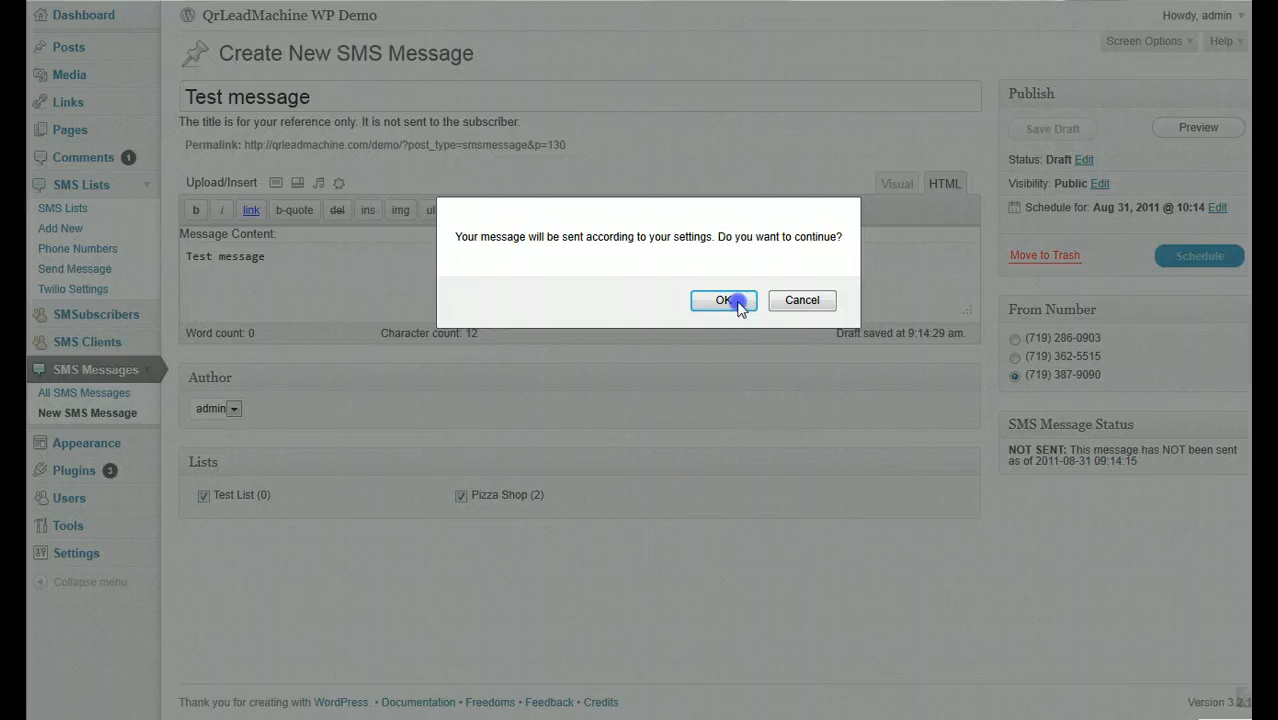 Dashboard
Posts
Media
Links
Pages
Comments 1
SMS Lists
SMS Lists
Add New
Phone Numbers
Send Message
Twilio Settings
SMSubscribers
SMS Clients
SMS Messages
All SMS Messages
New SMS Message
Appearance
Plugins 3
Users
Tools
Settings
Collapse menu
QrLeadMachine WP Demo
Howdy, admin
Screen Options
Help
Create New SMS Message
Test message
The title is for your reference only. It is not sent to the subscriber.
Permalink: http://qrleadmachine.com/demo/?post_type=smsmessage&p=130
Upload/Insert
Visual
HTML
b
i
link
b-quote
del
ins
img
ul
Message Content:
Test message
Word count: 0
Character count: 12
Draft saved at 9:14:29 am.
Your message will be sent according to your settings. Do you want to continue?
OK
Cancel
Author
admin
Lists
Test List (0)
Pizza Shop (2)
Publish
Save Draft
Preview
Status: Draft Edit
Visibility: Public Edit
Schedule for: Aug 31, 2011 @ 10:14 Edit
Move to Trash
Schedule
From Number
(719) 286-0903
(719) 362-5515
(719) 387-9090
SMS Message Status
NOT SENT: This message has NOT been sent
as of 2011-08-31 09:14:15
Thank you for creating with WordPress. • Documentation • Freedoms • Feedback • Credits
Version 3.2.1